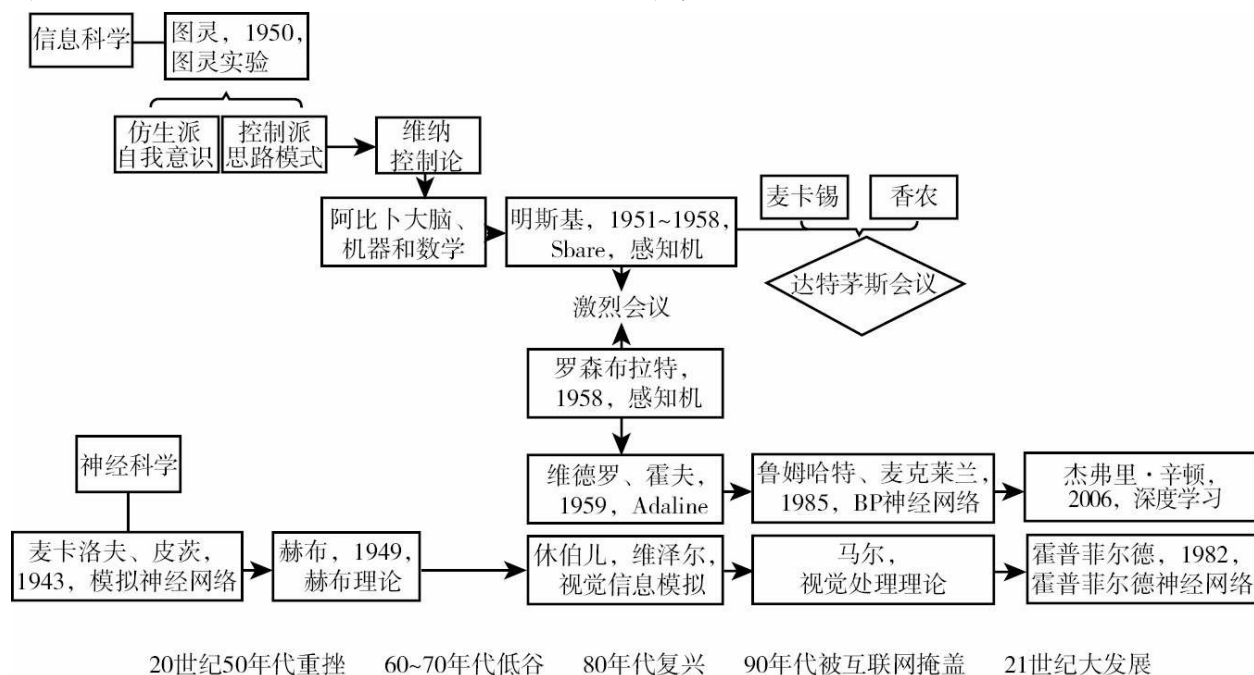 信息科学
图灵，1950，
图灵实验
仿生派
自我意识
控制派
思路模式
维纳
控制论
麦卡锡
香农
阿比卜大脑、
机器和数学
明斯基，1951~1958，
Sbare，感知机
达特茅斯会议
激烈会议
罗森布拉特，
1958，感知机
神经科学
维德罗、霍夫，
1959，Adaline
鲁姆哈特、麦克莱兰，
1985，BP神经网络
杰弗里·辛顿，
2006，深度学习
麦卡洛夫、皮茨，
1943，模拟神经网络
赫布，1949，
赫布理论
休伯儿，维泽尔，
视觉信息模拟
马尔，
视觉处理理论
霍普菲尔德，1982，
霍普菲尔德神经网络
20世纪50年代重挫 60~70年代低谷 80年代复兴 90年代被互联网掩盖 21世纪大发展